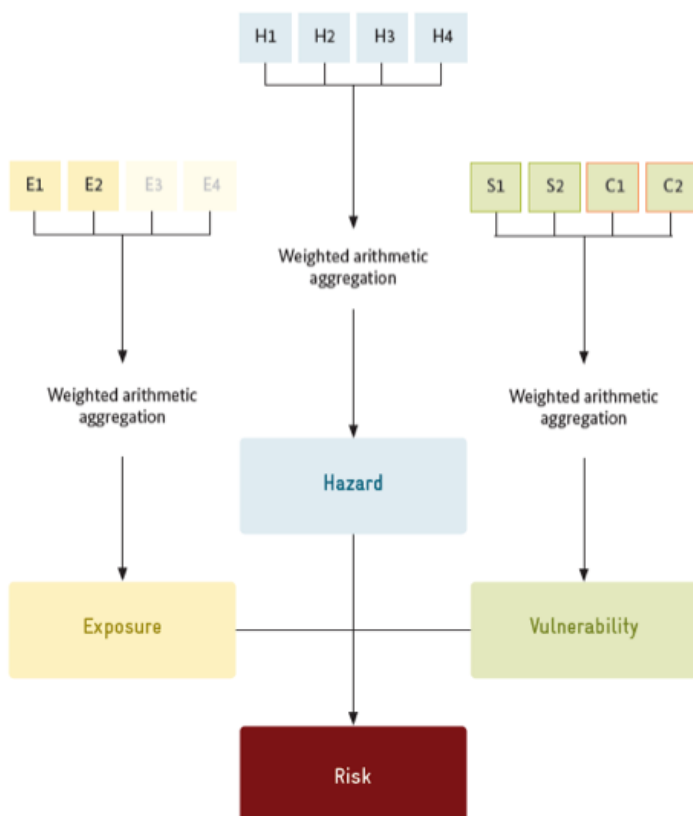 H1 H2 H3 H4
E1 E2 E3 E4
S1 S2 C1 C2
Weighted arithmetic
aggregation
Weighted arithmetic
aggregation
Weighted arithmetic
aggregation
Hazard
Exposure
Vulnerability
Risk